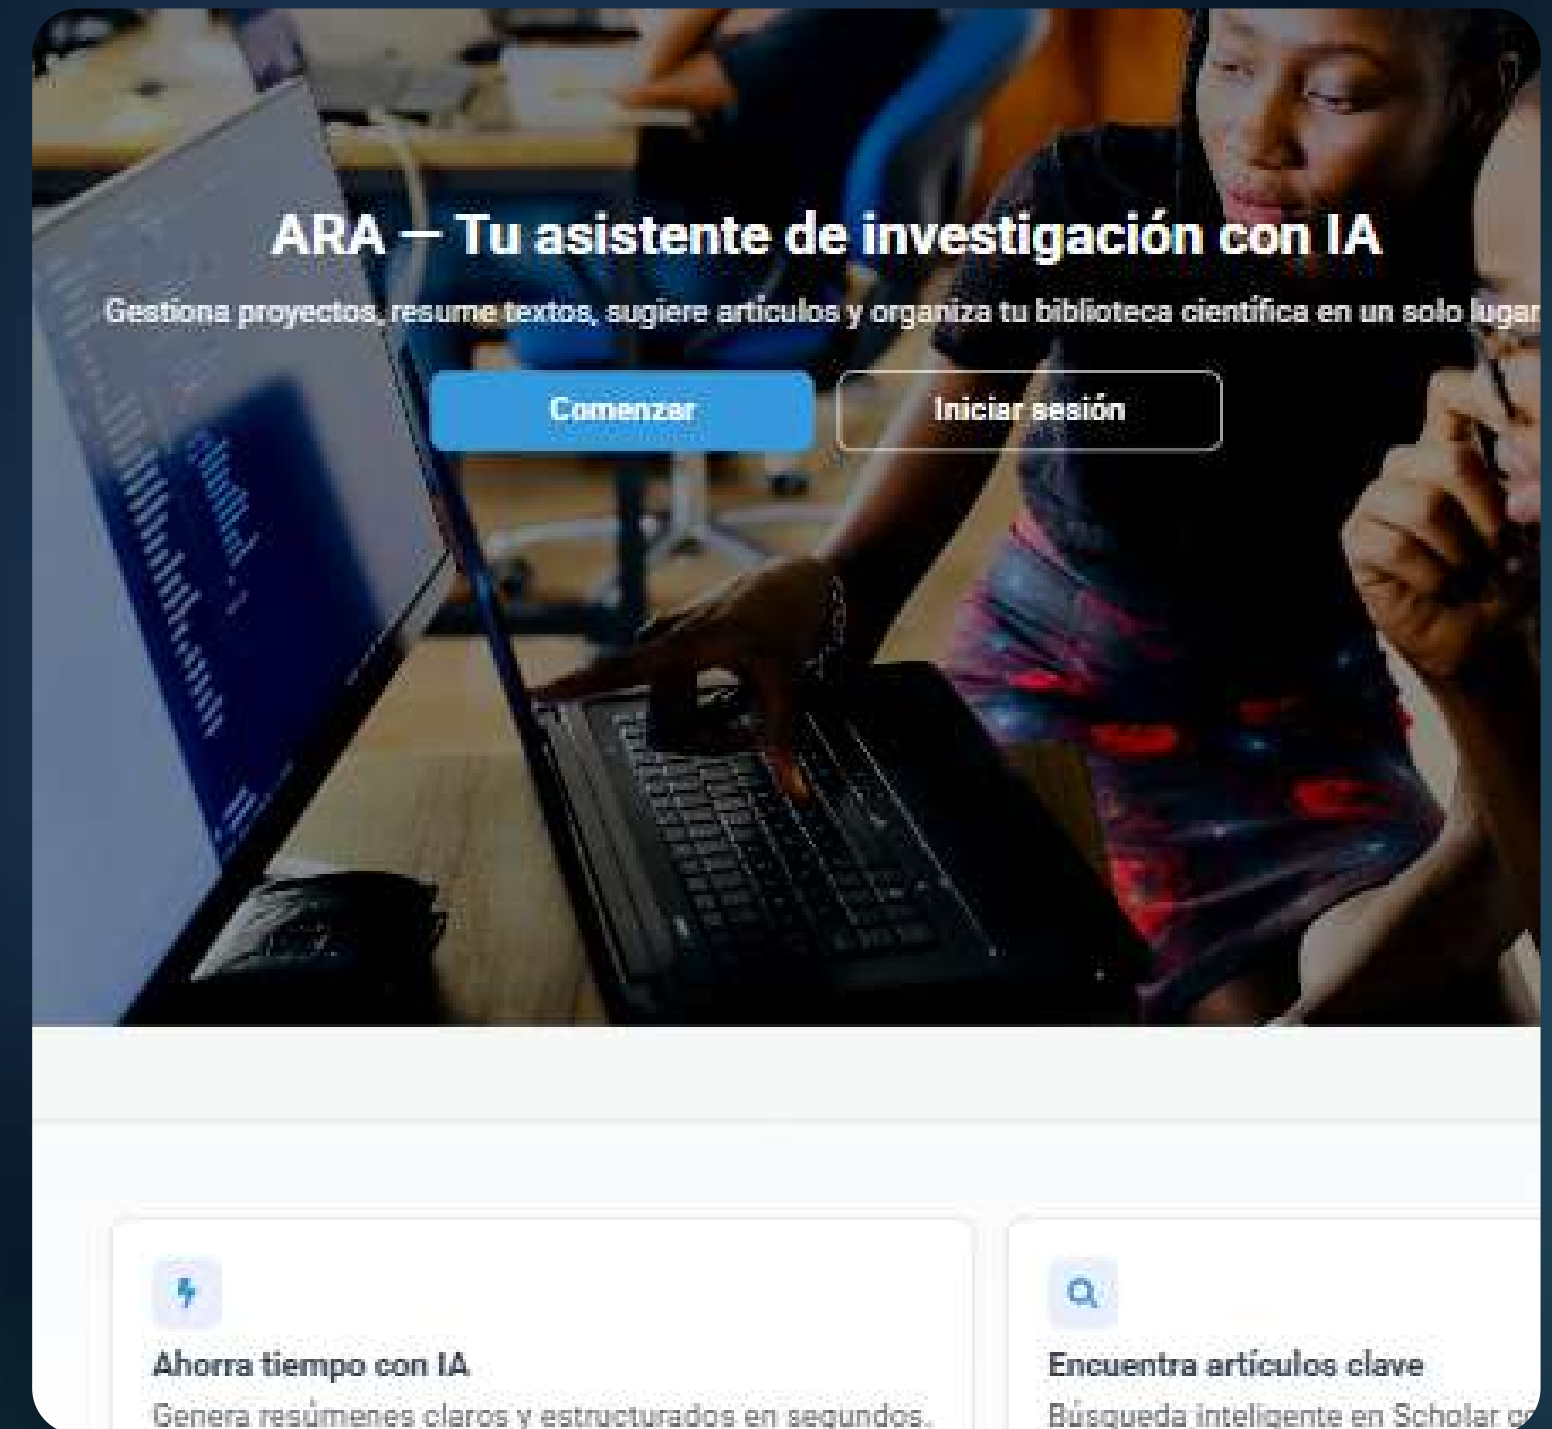 ARA — Tu asistente de investigación con IA
Gestiona proyectos, resume textos, sugiere artículos y organiza tu biblioteca científica en un solo lugar
Comenzar
Iniciar sesión
Ahorra tiempo con IA
Encuentra artículos clave
Genera resúmenes claros y estructurados en segundos.
Búsqueda inteligente en Scholar